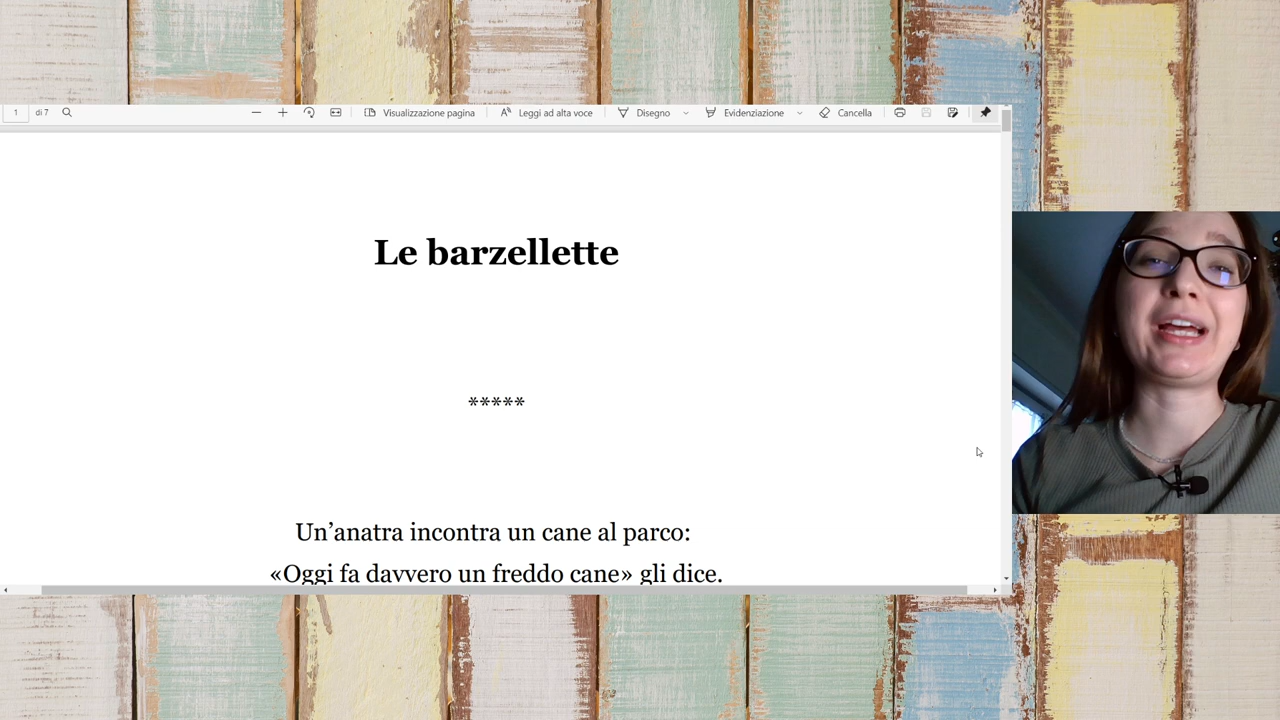 1 di 7 Visualizzazione pagina Leggi ad alta voce Disegno Evidenziazione Cancella
Le barzellette
*****
Un’anatra incontra un cane al parco:
«Oggi fa davvero un freddo cane» gli dice.